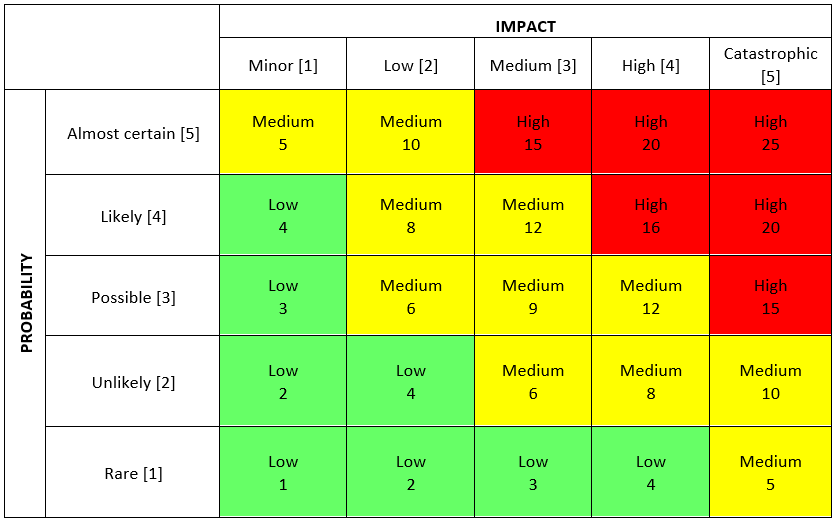 IMPACT
Minor [1] Low [2] Medium [3] High [4] Catastrophic
[5]
PROBABILITY
Almost certain [5] Medium Medium High High High
5 10 15 20 25
Likely [4] Low Medium Medium High High
4 8 12 16 20
Possible [3] Low Medium Medium Medium High
3 6 9 12 15
Unlikely [2] Low Low Medium Medium Medium
2 4 6 8 10
Rare [1] Low Low Low Low Medium
1 2 3 4 5